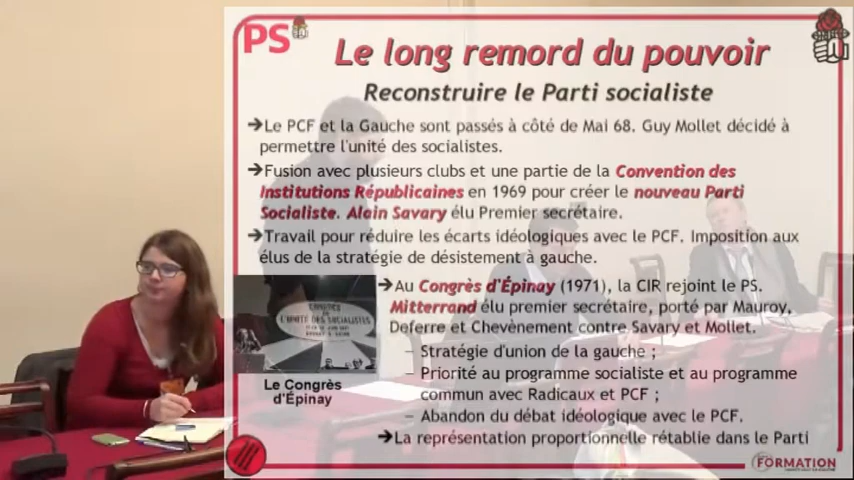 PS
Le long remord du pouvoir
Reconstruire le Parti socialiste
➔Le PCF et la Gauche sont passés à côté de Mai 68. Guy Mollet décidé à
permettre l'unité des socialistes.
➔Fusion avec plusieurs clubs et une partie de la Convention des
Institutions Républicaines en 1969 pour créer le nouveau Parti
Socialiste. Alain Savary élu Premier secrétaire.
➔Travail pour réduire les écarts idéologiques avec le PCF. Imposition aux
élus de la stratégie de désistement à gauche.
➔Au Congrès d'Épinay (1971), la CIR rejoint le PS.
Mitterrand élu premier secrétaire, porté par Mauroy,
Deferre et Chevènement contre Savary et Mollet.
– Stratégie d'union de la gauche ;
– Priorité au programme socialiste et au programme
commun avec Radicaux et PCF ;
– Abandon du débat idéologique avec le PCF.
➔La représentation proportionnelle rétablie dans le Parti
CONGRES
L'UNITE DES SOCIALISTES
Le Congrès
d'Épinay
FORMATION